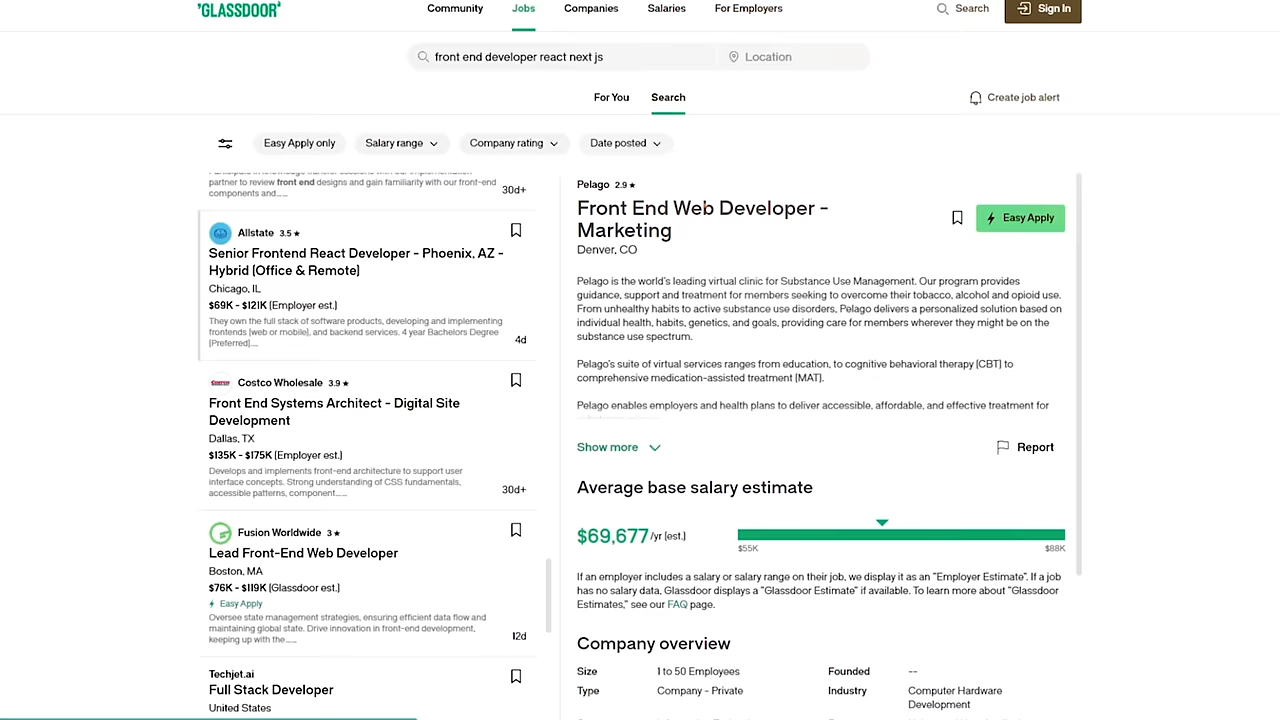 'GLASSDOOR'
Community
Jobs
Companies
Salaries
For Employers
Search
Sign In
front end developer react next js
Location
For You
Search
Create job alert
Easy Apply only
Salary range
Company rating
Date posted
partner to review front end designs and gain familiarity with our front-end
components and.....
30d+
Allstate 3.5 ★
Senior Frontend React Developer - Phoenix, AZ -
Hybrid (Office & Remote)
Chicago, IL
$69K - $121K (Employer est.)
They own the full stack of software products, developing and implementing
frontends (web or mobile), and backend services. 4 year Bachelors Degree
(Preferred)....
4d
Costco Wholesale 3.9 ★
Front End Systems Architect - Digital Site
Development
Dallas, TX
$135K - $175K (Employer est.)
Develops and implements front-end architecture to support user
interface concepts. Strong understanding of CSS fundamentals,
accessible patterns, component.....
30d+
Fusion Worldwide 3 ★
Lead Front-End Web Developer
Boston, MA
$76K - $119K (Glassdoor est.)
Easy Apply
Oversee state management strategies, ensuring efficient data flow and
maintaining global state. Drive innovation in front-end development,
keeping up with the.....
12d
Techjet.ai
Full Stack Developer
United States
Pelago 2.9 ★
Front End Web Developer -
Marketing
Denver, CO
Easy Apply
Pelago is the world's leading virtual clinic for Substance Use Management. Our program provides
guidance, support and treatment for members seeking to overcome their tobacco, alcohol and opioid use.
From unhealthy habits to active substance use disorders, Pelago delivers a personalized solution based on
individual health, habits, genetics, and goals, providing care for members wherever they might be on the
substance use spectrum.
Pelago's suite of virtual services ranges from education, to cognitive behavioral therapy (CBT) to
comprehensive medication-assisted treatment (MAT).
Pelago enables employers and health plans to deliver accessible, affordable, and effective treatment for
Show more
Report
Average base salary estimate
$69,677 /yr (est.)
$55K
$88K
If an employer includes a salary or salary range on their job, we display it as an "Employer Estimate". If a job
has no salary data, Glassdoor displays a "Glassdoor Estimate" if available. To learn more about "Glassdoor
Estimates," see our FAQ page.
Company overview
Size
1 to 50 Employees
Founded
--
Type
Company - Private
Industry
Computer Hardware
Development